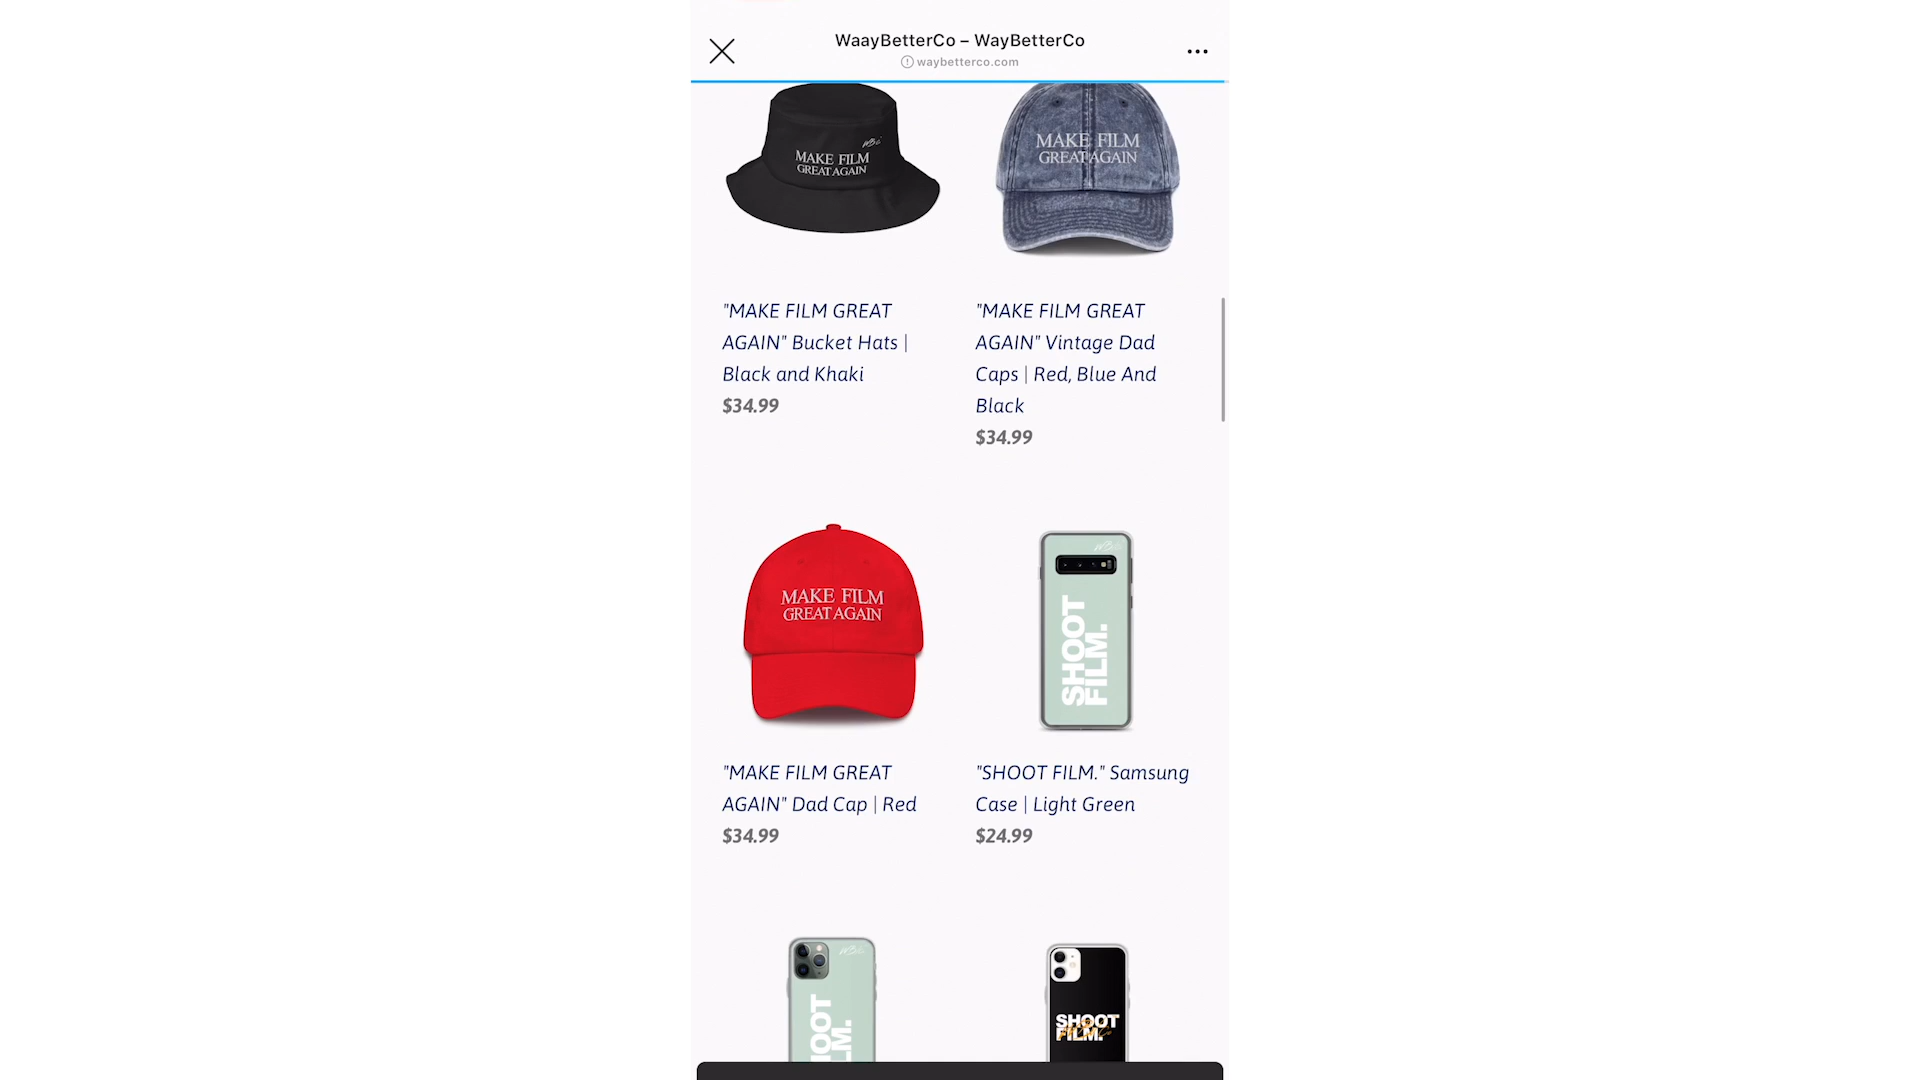 WaayBetterCo – WayBetterCo
waybetterco.com
MAKE FILM
GREAT AGAIN
MAKE FILM
GREAT AGAIN
"MAKE FILM GREAT
AGAIN" Bucket Hats |
Black and Khaki
$34.99
"MAKE FILM GREAT
AGAIN" Vintage Dad
Caps | Red, Blue And
Black
$34.99
MAKE FILM
GREAT AGAIN
SHOOT
FILM.
"MAKE FILM GREAT
AGAIN" Dad Cap | Red
$34.99
"SHOOT FILM." Samsung
Case | Light Green
$24.99
SHOOT
FILM.